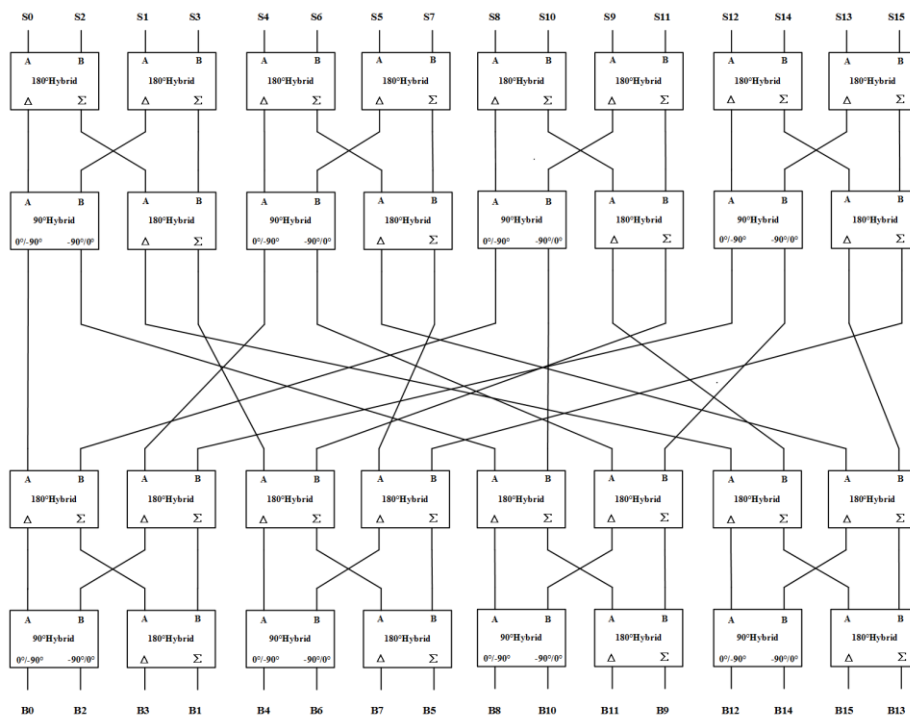 S0 S2 S1 S3 S4 S6 S5 S7 S8 S10 S9 S11 S12 S14 S13 S15
A B A B A B A B A B A B A B A B
180°Hybrid 180°Hybrid 180°Hybrid 180°Hybrid 180°Hybrid 180°Hybrid 180°Hybrid 180°Hybrid
Δ Σ Δ Σ Δ Σ Δ Σ Δ Σ Δ Σ Δ Σ Δ Σ
A B A B A B A B A B A B A B A B
90°Hybrid 180°Hybrid 90°Hybrid 180°Hybrid 90°Hybrid 180°Hybrid 90°Hybrid 180°Hybrid
0°/-90° -90°/0° Δ Σ 0°/-90° -90°/0° Δ Σ 0°/-90° -90°/0° Δ Σ 0°/-90° -90°/0° Δ Σ
A B A B A B A B A B A B A B A B
180°Hybrid 180°Hybrid 180°Hybrid 180°Hybrid 180°Hybrid 180°Hybrid 180°Hybrid 180°Hybrid
Δ Σ Δ Σ Δ Σ Δ Σ Δ Σ Δ Σ Δ Σ Δ Σ
A B A B A B A B A B A B A B A B
90°Hybrid 180°Hybrid 90°Hybrid 180°Hybrid 90°Hybrid 180°Hybrid 90°Hybrid 180°Hybrid
0°/-90° -90°/0° Δ Σ 0°/-90° -90°/0° Δ Σ 0°/-90° -90°/0° Δ Σ 0°/-90° -90°/0° Δ Σ
B0 B2 B3 B1 B4 B6 B7 B5 B8 B10 B11 B9 B12 B14 B15 B13